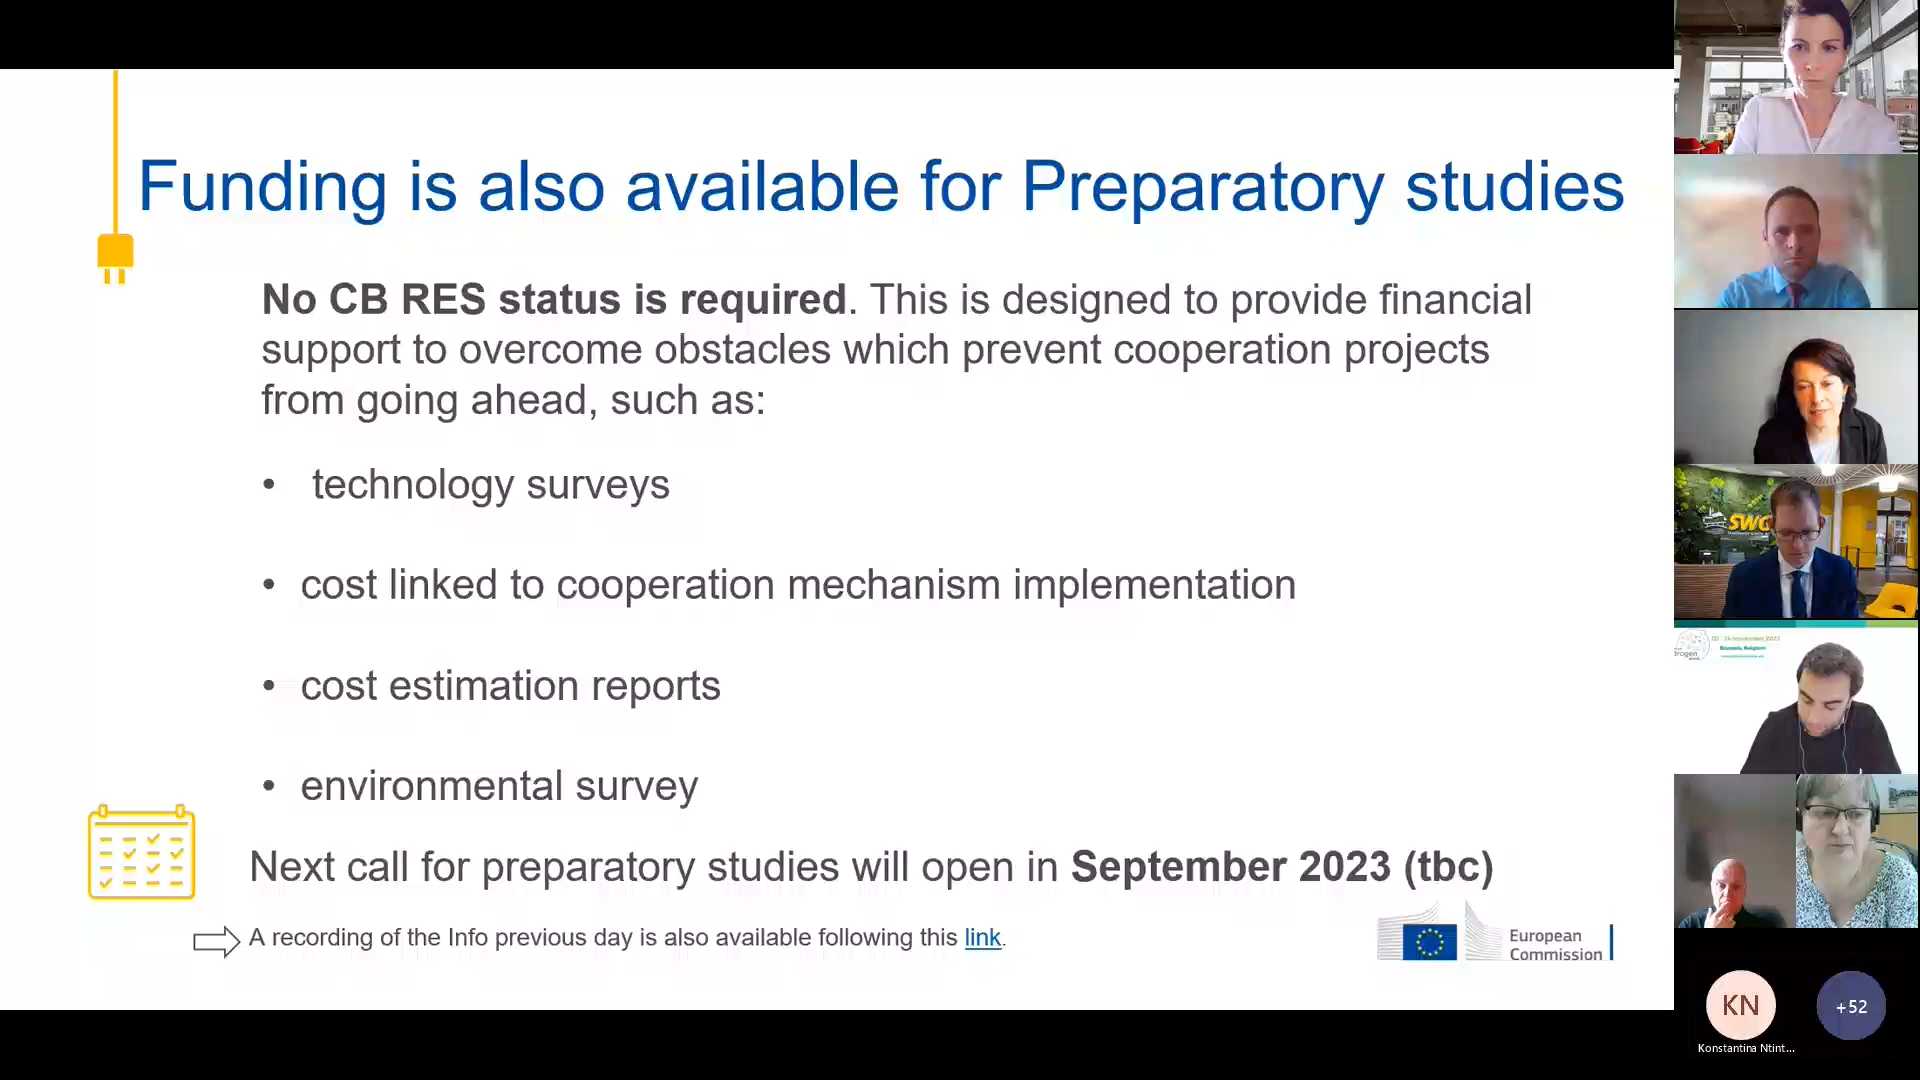 Funding is also available for Preparatory studies
No CB RES status is required. This is designed to provide financial
support to overcome obstacles which prevent cooperation projects
from going ahead, such as:
• technology surveys
• cost linked to cooperation mechanism implementation
• cost estimation reports
• environmental survey
Next call for preparatory studies will open in September 2023 (tbc)
A recording of the Info previous day is also available following this link.
European
Commission
SWG
2023
Brussels, Belgium
KN
+52
Konstantina Ntint...